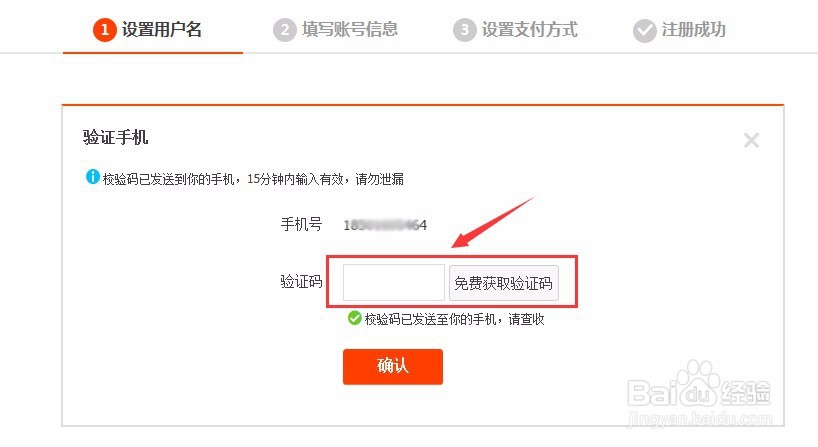 1 设置用户名 2 填写账号信息 3 设置支付方式 注册成功
验证手机
校验码已发送到你的手机，15分钟内输入有效，请勿泄漏
手机号 185 464
验证码 免费获取验证码
校验码已发送至你的手机，请查收
确认
Baidu经验
jingyan.baidu.com